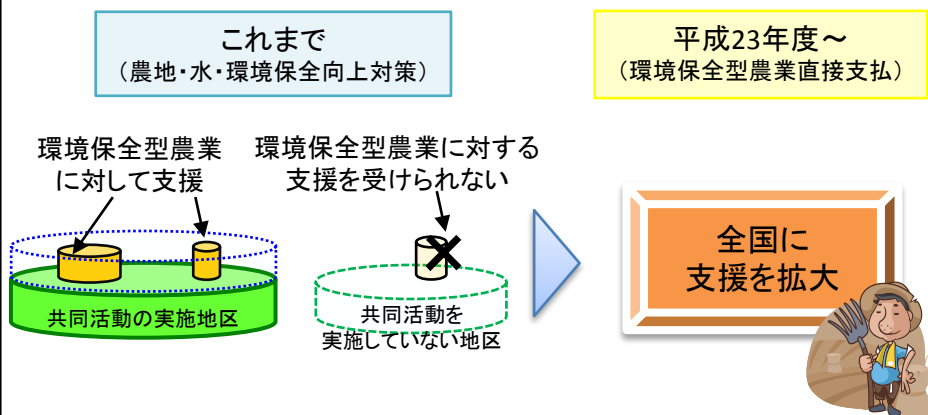 これまで
（農地・水・環境保全向上対策）
平成23年度～
（環境保全型農業直接支払）
環境保全型農業
に対して支援
環境保全型農業に対する
支援を受けられない
共同活動の実施地区
共同活動を
実施していない地区
全国に
支援を拡大